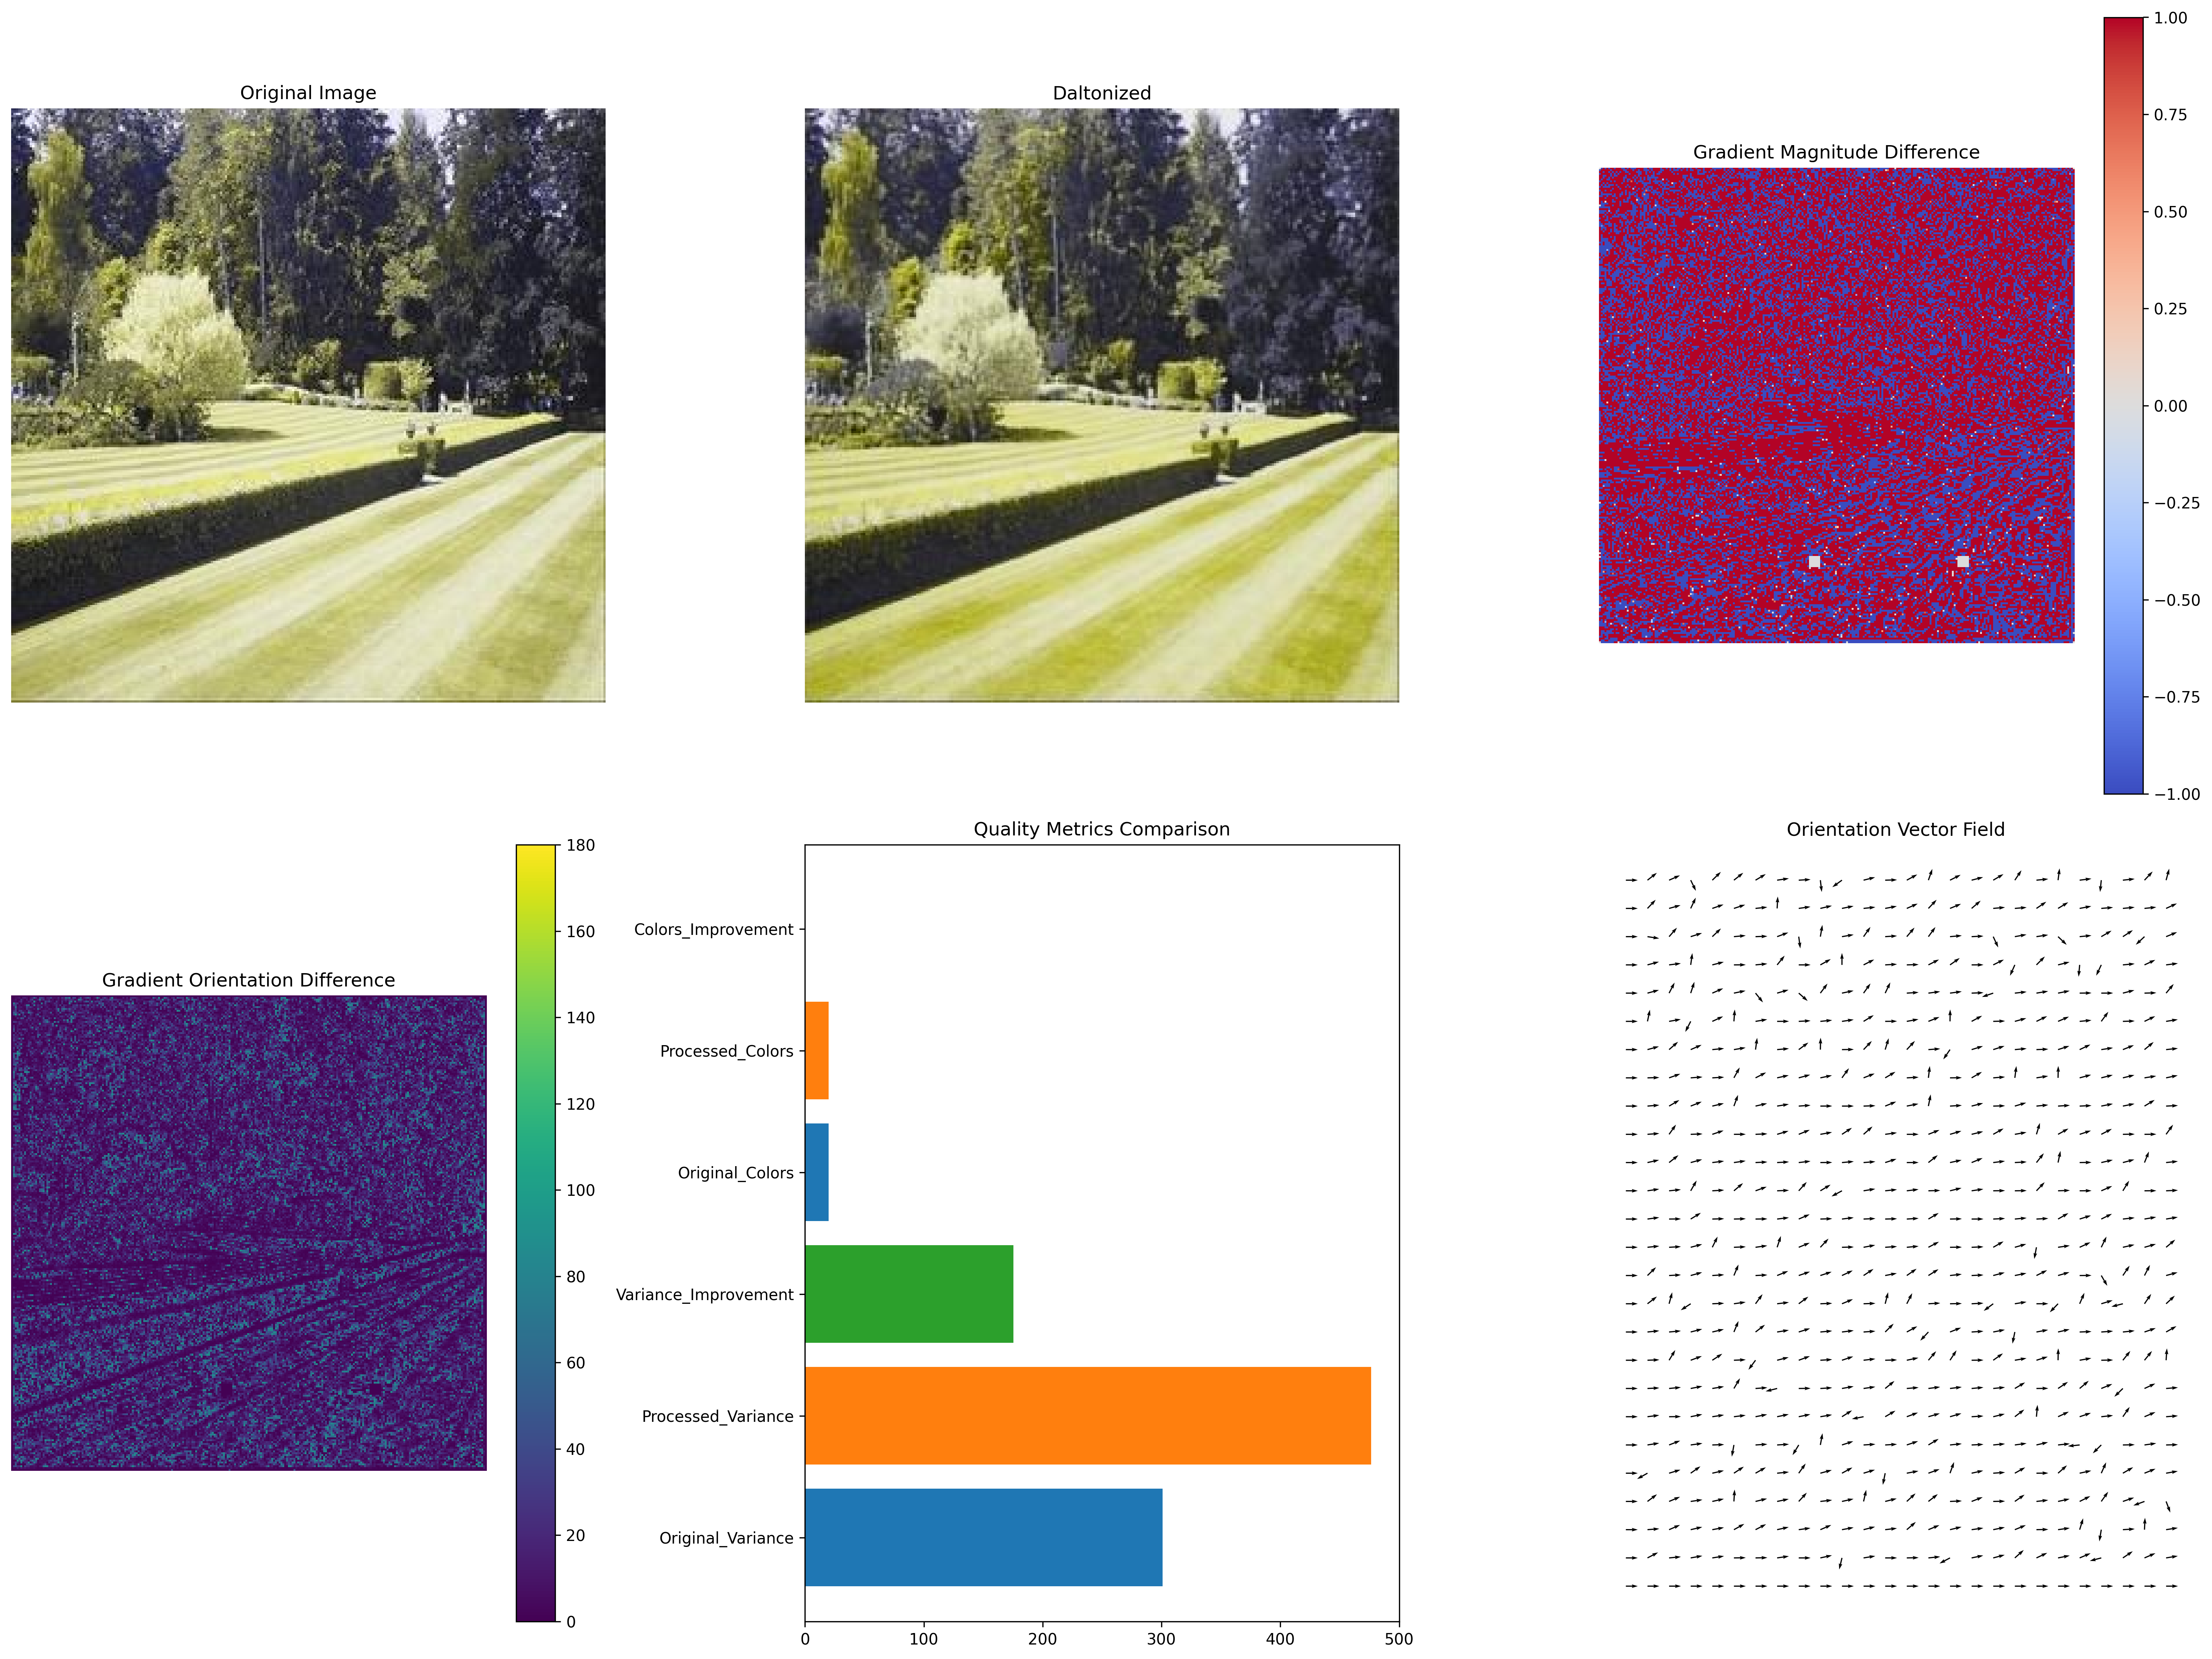 Original Image
Daltonized
Gradient Magnitude Difference
1.00
0.75
0.50
0.25
0.00
−0.25
−0.50
−0.75
−1.00
Gradient Orientation Difference
180
160
140
120
100
80
60
40
20
0
Quality Metrics Comparison
Colors_Improvement
Processed_Colors
Original_Colors
Variance_Improvement
Processed_Variance
Original_Variance
0 100 200 300 400 500
Orientation Vector Field